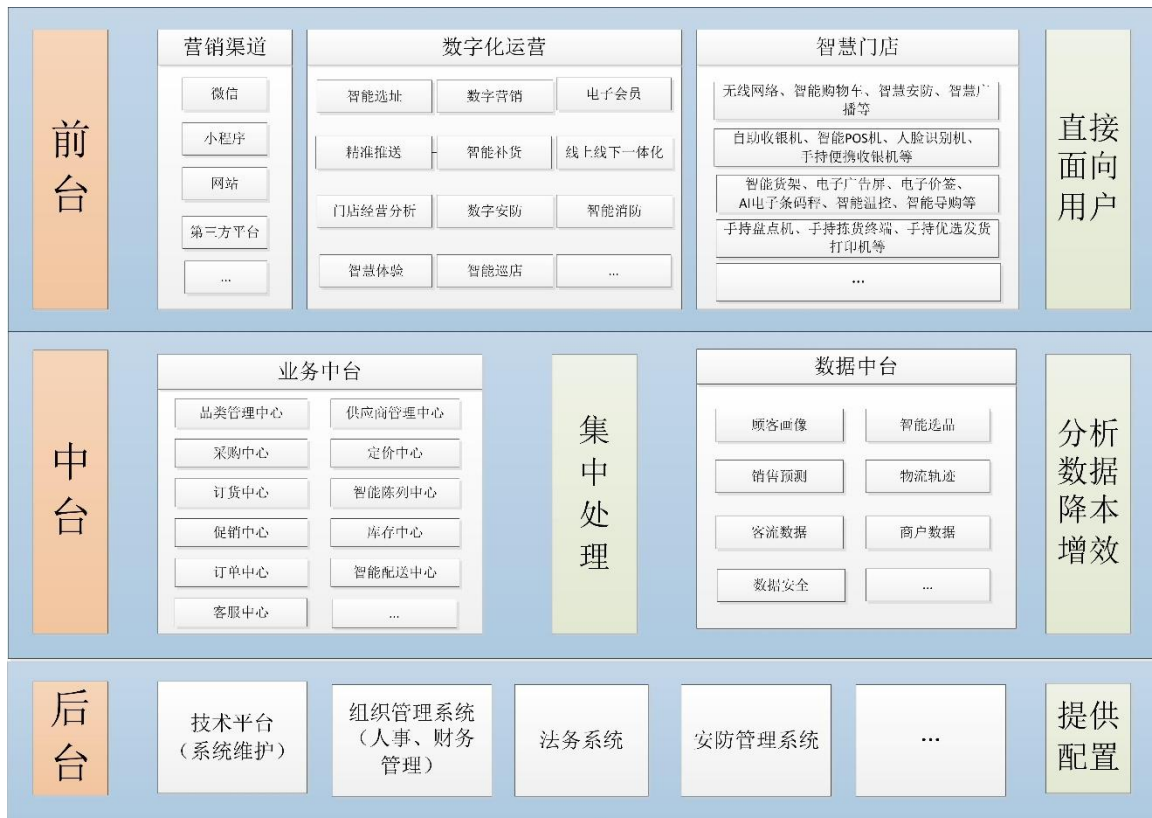 前
台
营销渠道
微信
小程序
网站
第三方平台
...
数字化运营
智能选址
数字营销
电子会员
精准推送
智能补货
线上线下一体化
门店经营分析
数字安防
智能消防
智慧体验
智能巡店
...
智慧门店
无线网络、智能购物车、智慧安防、智慧广
播等
自助收银机、智能POS机、人脸识别机、
手持便携收银机等
智能货架、电子广告屏、电子价签、
AI电子条码秤、智能温控、智能导购等
手持盘点机、手持拣货终端、手持优选发货
打印机等
...
直接
面向
用户
中
台
业务中台
品类管理中心
供应商管理中心
采购中心
定价中心
订货中心
智能陈列中心
促销中心
库存中心
订单中心
智能配送中心
客服中心
...
集
中
处
理
数据中台
顾客画像
智能选品
销售预测
物流轨迹
客流数据
商户数据
数据安全
...
分析
数据
降本
增效
后
台
技术平台
（系统维护）
组织管理系统
（人事、财务
管理）
法务系统
安防管理系统
...
提供
配置